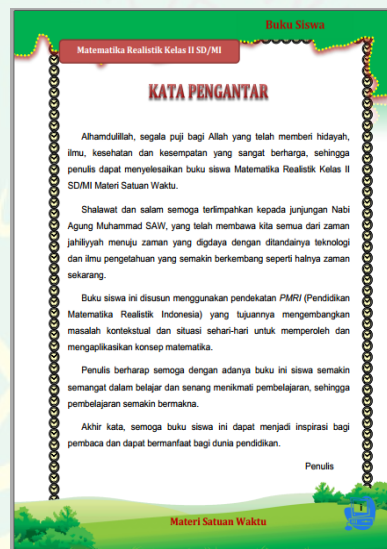 Buku Siswa
Matematika Realistik Kelas II SD/MI
KATA PENGANTAR
Alhamdulillah, segala puji bagi Allah yang telah memberi hidayah,
ilmu, kesehatan dan kesempatan yang sangat berharga, sehingga
penulis dapat menyelesaikan buku siswa Matematika Realistik Kelas II
SD/MI Materi Satuan Waktu.
Shalawat dan salam semoga terlimpahkan kepada junjungan Nabi
Agung Muhammad SAW, yang telah membawa kita semua dari zaman
jahiliyyah menuju zaman yang digdaya dengan ditandainya teknologi
dan ilmu pengetahuan yang semakin berkembang seperti halnya zaman
sekarang.
Buku siswa ini disusun menggunakan pendekatan PMRI (Pendidikan
Matematika Realistik Indonesia) yang tujuannya mengembangkan
masalah kontekstual dan situasi sehari-hari untuk memperoleh dan
mengaplikasikan konsep matematika.
Penulis berharap semoga dengan adanya buku ini siswa semakin
semangat dalam belajar dan senang menikmati pembelajaran, sehingga
pembelajaran semakin bermakna.
Akhir kata, semoga buku siswa ini dapat menjadi inspirasi bagi
pembaca dan dapat bermanfaat bagi dunia pendidikan.
Penulis
Materi Satuan Waktu